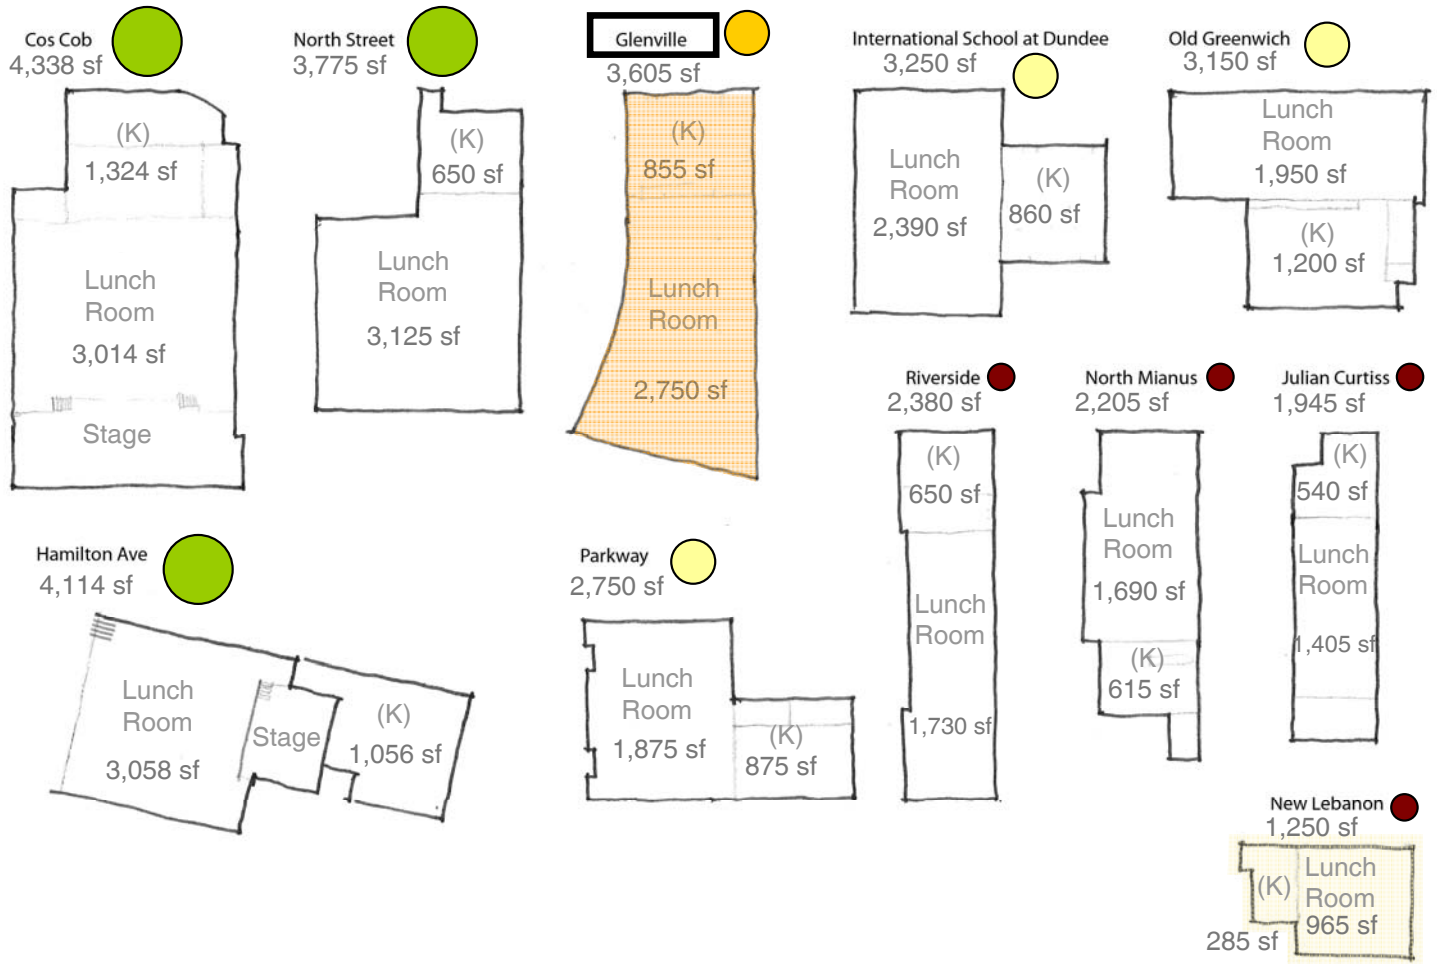 Cos Cob
4,338 sf
(K)
1,324 sf
Lunch
Room
3,014 sf
Stage
North Street
3,775 sf
(K)
650 sf
Lunch
Room
3,125 sf
Glenville
3,605 sf
(K)
855 sf
Lunch
Room
2,750 sf
International School at Dundee
3,250 sf
Lunch
Room
2,390 sf
(K)
860 sf
Old Greenwich
3,150 sf
Lunch
Room
1,950 sf
(K)
1,200 sf
Hamilton Ave
4,114 sf
Lunch
Room
3,058 sf
Stage
(K)
1,056 sf
Parkway
2,750 sf
Lunch
Room
1,875 sf
(K)
875 sf
Riverside
2,380 sf
(K)
650 sf
Lunch
Room
1,730 sf
North Mianus
2,205 sf
Lunch
Room
1,690 sf
(K)
615 sf
Julian Curtiss
1,945 sf
(K)
540 sf
Lunch
Room
1,405 sf
New Lebanon
1,250 sf
(K)
285 sf
Lunch
Room
965 sf